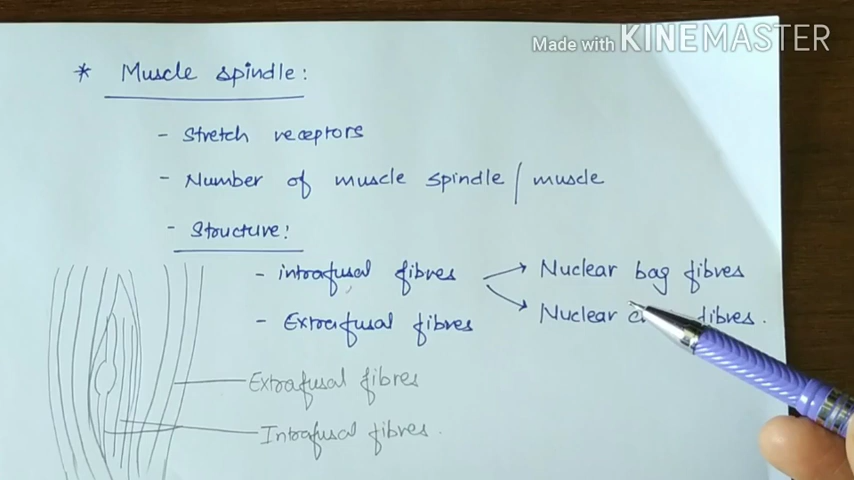 Made with KINEMASTER
* Muscle spindle:
- Stretch receptors
- Number of muscle spindle / muscle
- Structure:
- intrafusal fibres → Nuclear bag fibres
→ Nuclear fibres.
- Extrafusal fibres
Extrafusal fibres
Intrafusal fibres.